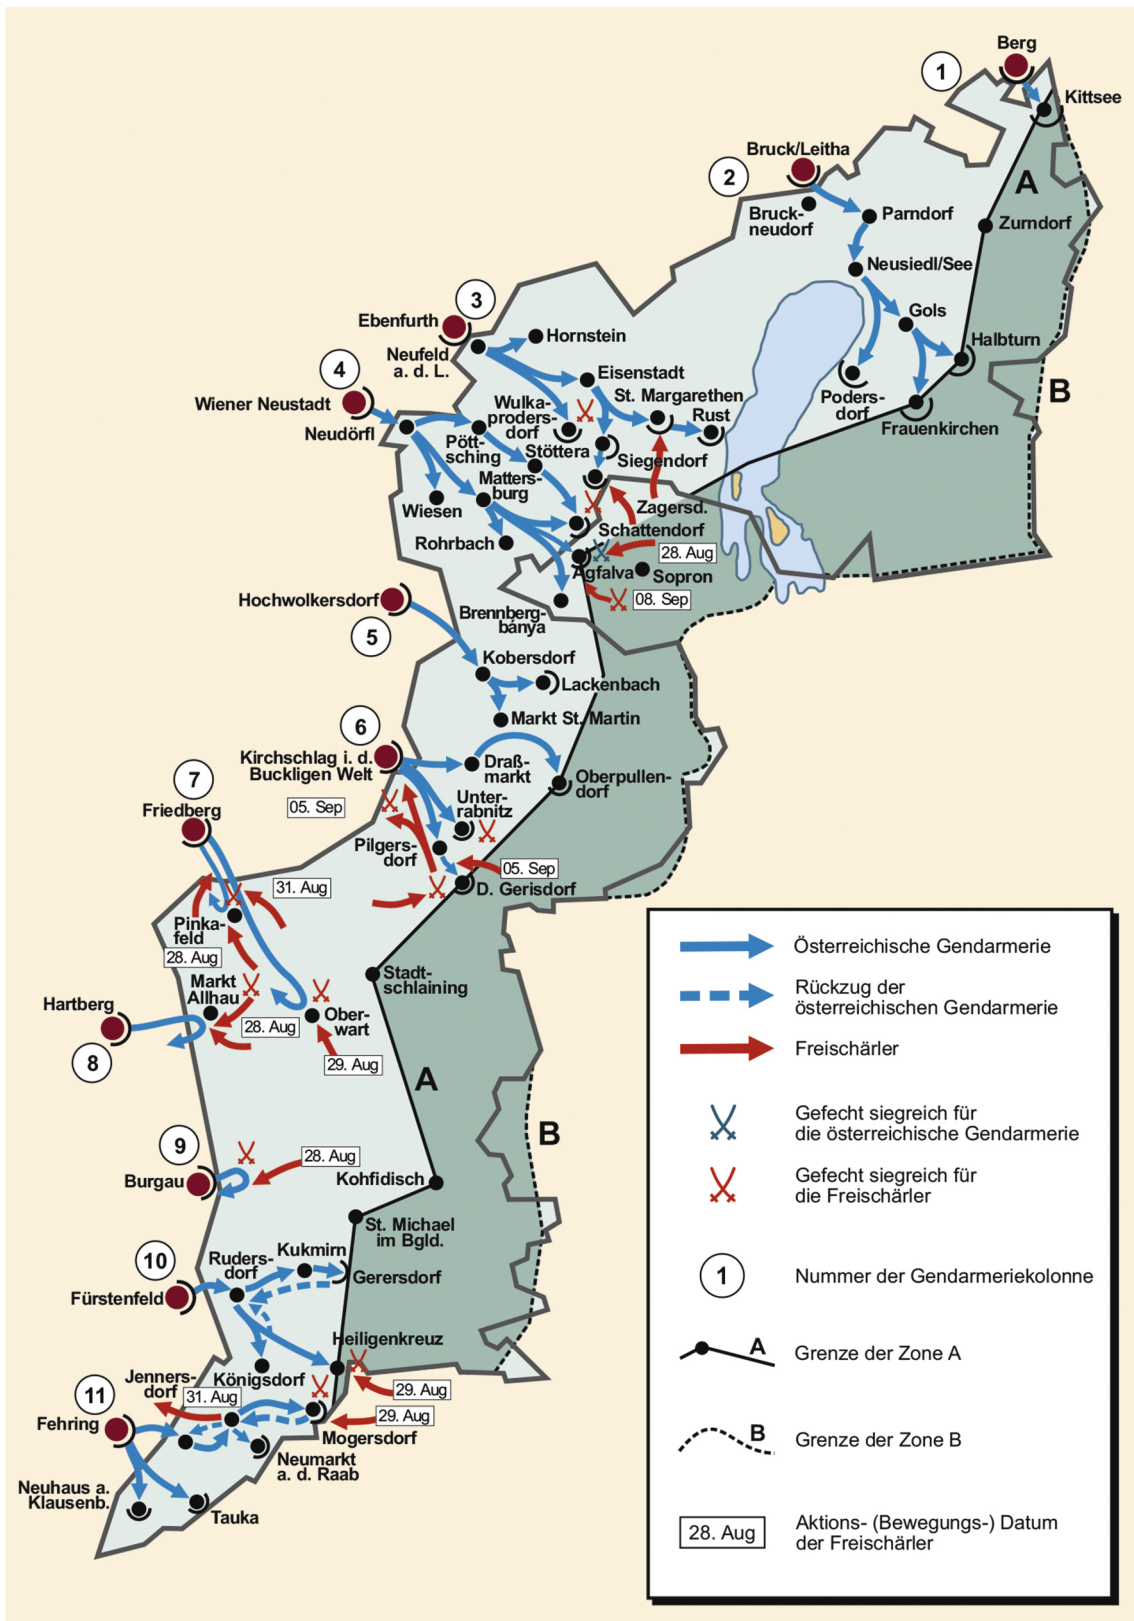 Berg
1
Kittsee
Bruck/Leitha
2
A
Bruck-
neudorf
Parndorf
Zurndorf
Neusiedl/See
3
Gols
Ebenfurth
Hornstein
Halbturn
Neufeld
a. d. L.
4
Eisenstadt
B
Wiener Neustadt
St. Margarethen
Wulka-
proders-
dorf
Rust
Poders-
dorf
Neudörfl
Frauenkirchen
Pött-
sching
Stöttera
Siegendorf
Matters-
burg
Wiesen
Zagersd.
Schattendorf
Rohrbach
28. Aug
Agfalva
Sopron
Hochwolkersdorf
08. Sep
Brennberg-
bánya
5
Kobersdorf
Lackenbach
Markt St. Martin
6
Kirchschlag i. d.
Buckligen Welt
Draß-
markt
Oberpullen-
dorf
7
05. Sep
Unter-
rabnitz
Friedberg
Pilgers-
dorf
05. Sep
D. Gerisdorf
31. Aug
Pinka-
feld
28. Aug
Stadt-
schlaining
Markt
Allhau
Hartberg
Ober-
wart
28. Aug
8
29. Aug
A
B
9
28. Aug
Burgau
Kohfidisch
St. Michael
im Bgld.
10
Ruders-
dorf
Kukmirn
Gerersdorf
Fürstenfeld
Heiligenkreuz
Jenners-
dorf
Königsdorf
11
31. Aug
29. Aug
Fehring
29. Aug
Mogersdorf
Neumarkt
a. d. Raab
Neuhaus a.
Klausenb.
Tauka
Österreichische Gendarmerie
Rückzug der
österreichischen Gendarmerie
Freischärler
Gefecht siegreich für
die österreichische Gendarmerie
Gefecht siegreich für
die Freischärler
1
Nummer der Gendarmeriekolonne
A
Grenze der Zone A
B
Grenze der Zone B
28. Aug
Aktions- (Bewegungs-) Datum
der Freischärler